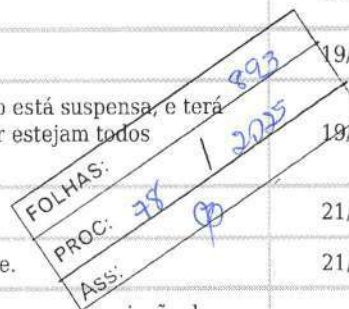 19/
o está suspensa, e terá
r estejam todos
19/
FOLHAS: 893
PROC: 78 / 2025
Ass:
21/
e.
21/